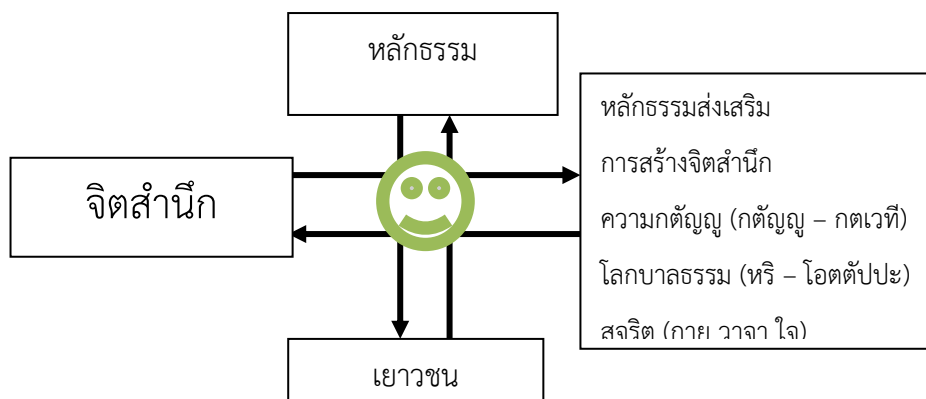 หลักธรรม
หลักธรรมส่งเสริม
การสร้างจิตสำนึก
ความกตัญญู (กตัญญู – กตเวที)
โลกบาลธรรม (หริ – โอตตัปปะ)
สุจริต (กาย วาจา ใจ)
จิตสำนึก
เยาวชน